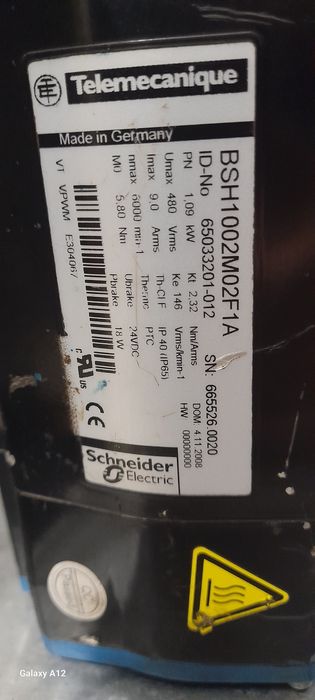 Telemecanique
Made in Germany
BSH1002M02F1A
ID-No 65033201-012 SN: 665526.0020
DOM: 4.11.2008
HW 00000000
PN 1,09 kW Kt 2.32 Nm/Arms
Umax 480 Vrms Ke 146 Vrms/kmin-1
Imax 9,0 Arms Th-Cl F IP 40 (IP65)
nmax 6000 min-1 Thermo PTC
M0 5,80 Nm Ubrake 24VDC
Pbrake 18 W
VT VPWM E304067
c RU US CE
Schneider
Electric
Galaxy A12